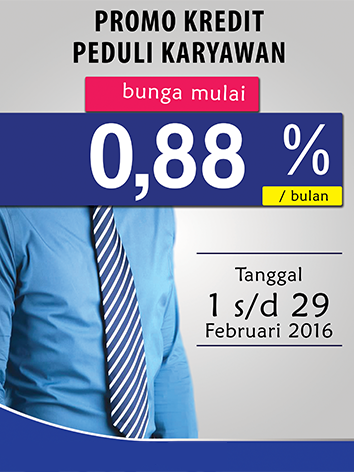 PROMO KREDIT
PEDULI KARYAWAN
bunga mulai
0,88 %
/ bulan
Tanggal
1 s/d 29
Februari 2016